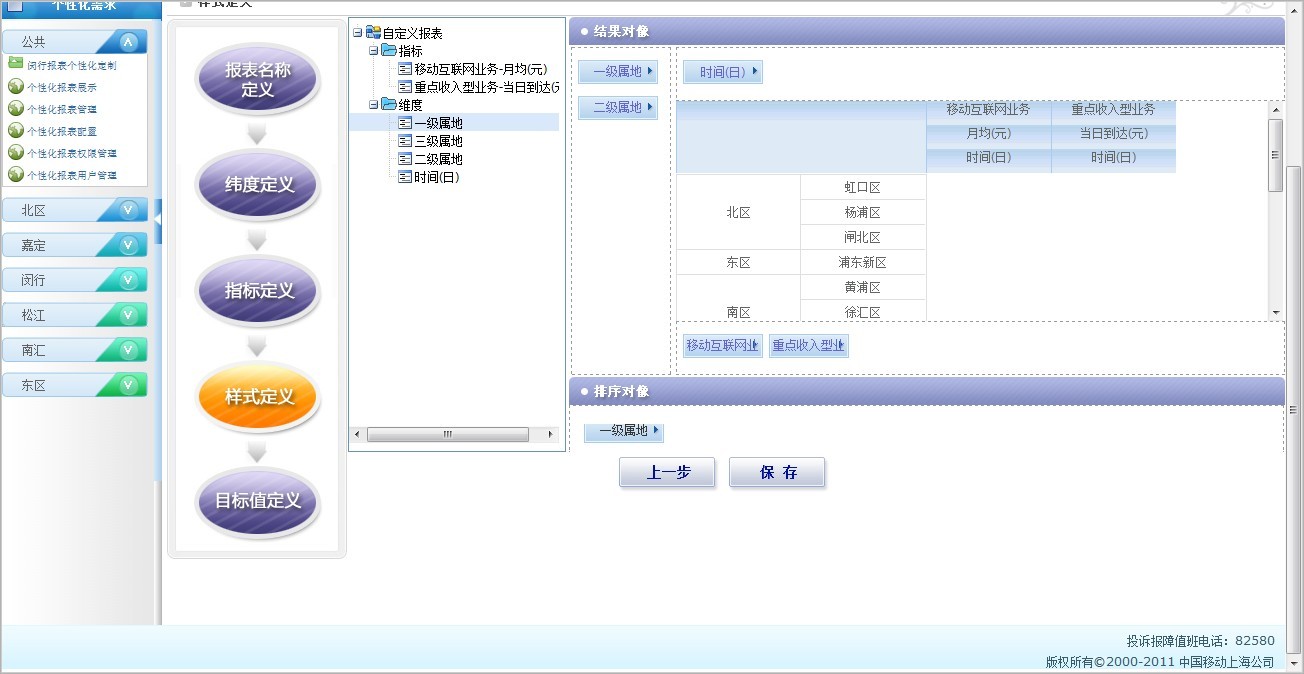 个性化需求
样式定义
公共
闵行报表个性化定制
个性化报表展示
个性化报表管理
个性化报表配置
个性化报表权限管理
个性化报表用户管理
北区
嘉定
闵行
松江
南汇
东区
报表名称
定义
纬度定义
指标定义
样式定义
目标值定义
自定义报表
指标
移动互联网业务-月均(元)
重点收入型业务-当日到达(元
维度
一级属地
三级属地
二级属地
时间(日)
结果对像
一级属地
二级属地
时间(日)
移动互联网业务 重点收入型业务
月均(元) 当日到达(元)
时间(日) 时间(日)
虹口区
北区 杨浦区
闸北区
东区 浦东新区
黄浦区
南区 徐汇区
移动互联网业 重点收入型业
排序对像
一级属地
上一步 保 存
投诉报障值班电话：82580
版权所有©2000-2011 中国移动上海公司